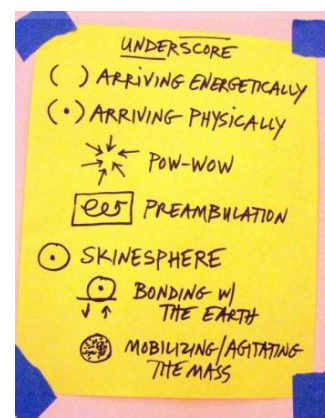 UNDERSCORE
( ) ARRIVING ENERGETICALLY
(•) ARRIVING PHYSICALLY
POW-WOW
PREAMBULATION
SKINESPHERE
BONDING W/
THE EARTH
MOBILIZING/AGITATING
THE MASS